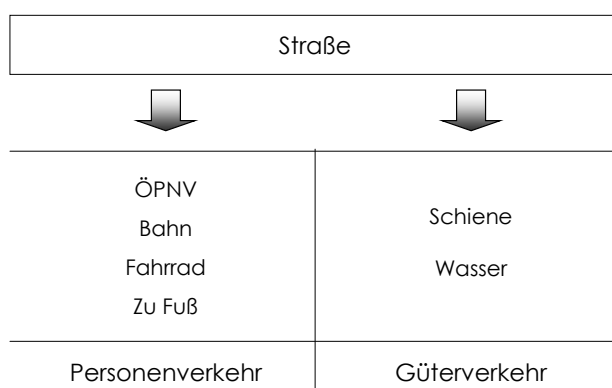 Straße
ÖPNV
Bahn
Fahrrad
Zu Fuß
Schiene
Wasser
Personenverkehr
Güterverkehr